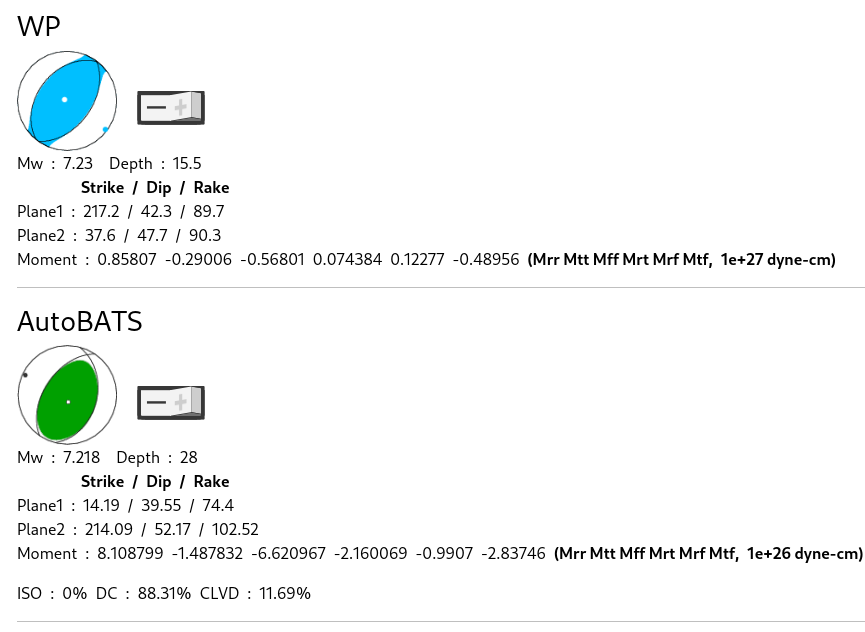 WP
Mw : 7.23 Depth : 15.5
Strike / Dip / Rake
Plane1 : 217.2 / 42.3 / 89.7
Plane2 : 37.6 / 47.7 / 90.3
Moment : 0.85807 -0.29006 -0.56801 0.074384 0.12277 -0.48956 (Mrr Mtt Mff Mrt Mrf Mtf, 1e+27 dyne-cm)
AutoBATS
Mw : 7.218 Depth : 28
Strike / Dip / Rake
Plane1 : 14.19 / 39.55 / 74.4
Plane2 : 214.09 / 52.17 / 102.52
Moment : 8.108799 -1.487832 -6.620967 -2.160069 -0.9907 -2.83746 (Mrr Mtt Mff Mrt Mrf Mtf, 1e+26 dyne-cm)
ISO : 0% DC : 88.31% CLVD : 11.69%